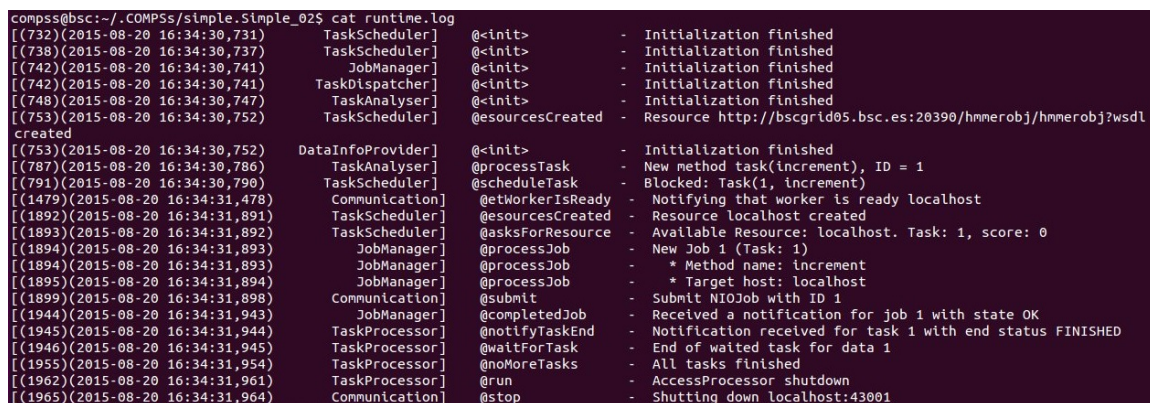 compss@bsc:~/.COMPSs/simple.Simple_02$ cat runtime.log
[(732)(2015-08-20 16:34:30,731) TaskScheduler] @<init> - Initialization finished
[(738)(2015-08-20 16:34:30,737) TaskScheduler] @<init> - Initialization finished
[(742)(2015-08-20 16:34:30,741) JobManager] @<init> - Initialization finished
[(742)(2015-08-20 16:34:30,741) TaskDispatcher] @<init> - Initialization finished
[(748)(2015-08-20 16:34:30,747) TaskAnalyser] @<init> - Initialization finished
[(753)(2015-08-20 16:34:30,752) TaskScheduler] @esourcesCreated - Resource http://bscgrid05.bsc.es:20390/hmmerobj/hmmerobj?wsdl
created
[(753)(2015-08-20 16:34:30,752) DataInfoProvider] @<init> - Initialization finished
[(787)(2015-08-20 16:34:30,786) TaskAnalyser] @processTask - New method task(increment), ID = 1
[(791)(2015-08-20 16:34:30,790) TaskScheduler] @scheduleTask - Blocked: Task(1, increment)
[(1479)(2015-08-20 16:34:31,478) Communication] @etWorkerIsReady - Notifying that worker is ready localhost
[(1892)(2015-08-20 16:34:31,891) TaskScheduler] @esourcesCreated - Resource localhost created
[(1893)(2015-08-20 16:34:31,892) TaskScheduler] @asksForResource - Available Resource: localhost. Task: 1, score: 0
[(1894)(2015-08-20 16:34:31,893) JobManager] @processJob - New Job 1 (Task: 1)
[(1894)(2015-08-20 16:34:31,893) JobManager] @processJob - * Method name: increment
[(1895)(2015-08-20 16:34:31,894) JobManager] @processJob - * Target host: localhost
[(1899)(2015-08-20 16:34:31,898) Communication] @submit - Submit NIOJob with ID 1
[(1944)(2015-08-20 16:34:31,943) JobManager] @completedJob - Received a notification for job 1 with state OK
[(1945)(2015-08-20 16:34:31,944) TaskProcessor] @notifyTaskEnd - Notification received for task 1 with end status FINISHED
[(1946)(2015-08-20 16:34:31,945) TaskProcessor] @waitForTask - End of waited task for data 1
[(1955)(2015-08-20 16:34:31,954) TaskProcessor] @noMoreTasks - All tasks finished
[(1962)(2015-08-20 16:34:31,961) TaskProcessor] @run - AccessProcessor shutdown
[(1965)(2015-08-20 16:34:31,964) Communication] @stop - Shutting down localhost:43001